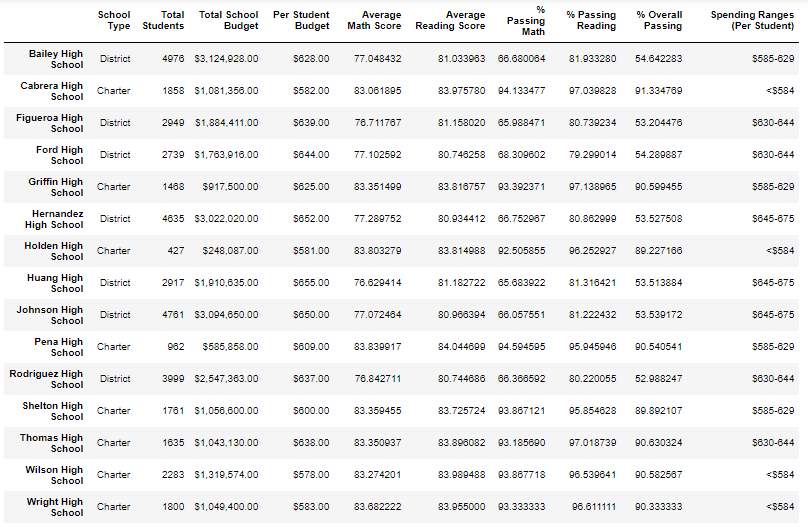 School Type Total Students Total School Budget Per Student Budget Average Math Score Average Reading Score % Passing Math % Passing Reading % Overall Passing Spending Ranges (Per Student)
Bailey High School District 4976 $3,124,928.00 $628.00 77.048432 81.033963 66.680064 81.933280 54.642283 $585-629
Cabrera High School Charter 1858 $1,081,356.00 $582.00 83.061895 83.975780 94.133477 97.039828 91.334769 <$584
Figueroa High School District 2949 $1,884,411.00 $639.00 76.711767 81.158020 65.988471 80.739234 53.204476 $630-644
Ford High School District 2739 $1,763,916.00 $644.00 77.102592 80.746258 68.309602 79.299014 54.289887 $630-644
Griffin High School Charter 1468 $917,500.00 $625.00 83.351499 83.816757 93.392371 97.138965 90.599455 $585-629
Hernandez High School District 4635 $3,022,020.00 $652.00 77.289752 80.934412 66.752967 80.862999 53.527508 $645-675
Holden High School Charter 427 $248,087.00 $581.00 83.803279 83.814988 92.505855 96.252927 89.227166 <$584
Huang High School District 2917 $1,910,635.00 $655.00 76.629414 81.182722 65.683922 81.316421 53.513884 $645-675
Johnson High School District 4761 $3,094,650.00 $650.00 77.072464 80.966394 66.057551 81.222432 53.539172 $645-675
Pena High School Charter 962 $585,858.00 $609.00 83.839917 84.044699 94.594595 95.945946 90.540541 $585-629
Rodriguez High School District 3999 $2,547,363.00 $637.00 76.842711 80.744686 66.366592 80.220055 52.988247 $630-644
Shelton High School Charter 1761 $1,056,600.00 $600.00 83.359455 83.725724 93.867121 95.854628 89.892107 $585-629
Thomas High School Charter 1635 $1,043,130.00 $638.00 83.350937 83.896082 93.185690 97.018739 90.630324 $630-644
Wilson High School Charter 2283 $1,319,574.00 $578.00 83.274201 83.989488 93.867718 96.539641 90.582567 <$584
Wright High School Charter 1800 $1,049,400.00 $583.00 83.682222 83.955000 93.333333 96.611111 90.333333 <$584